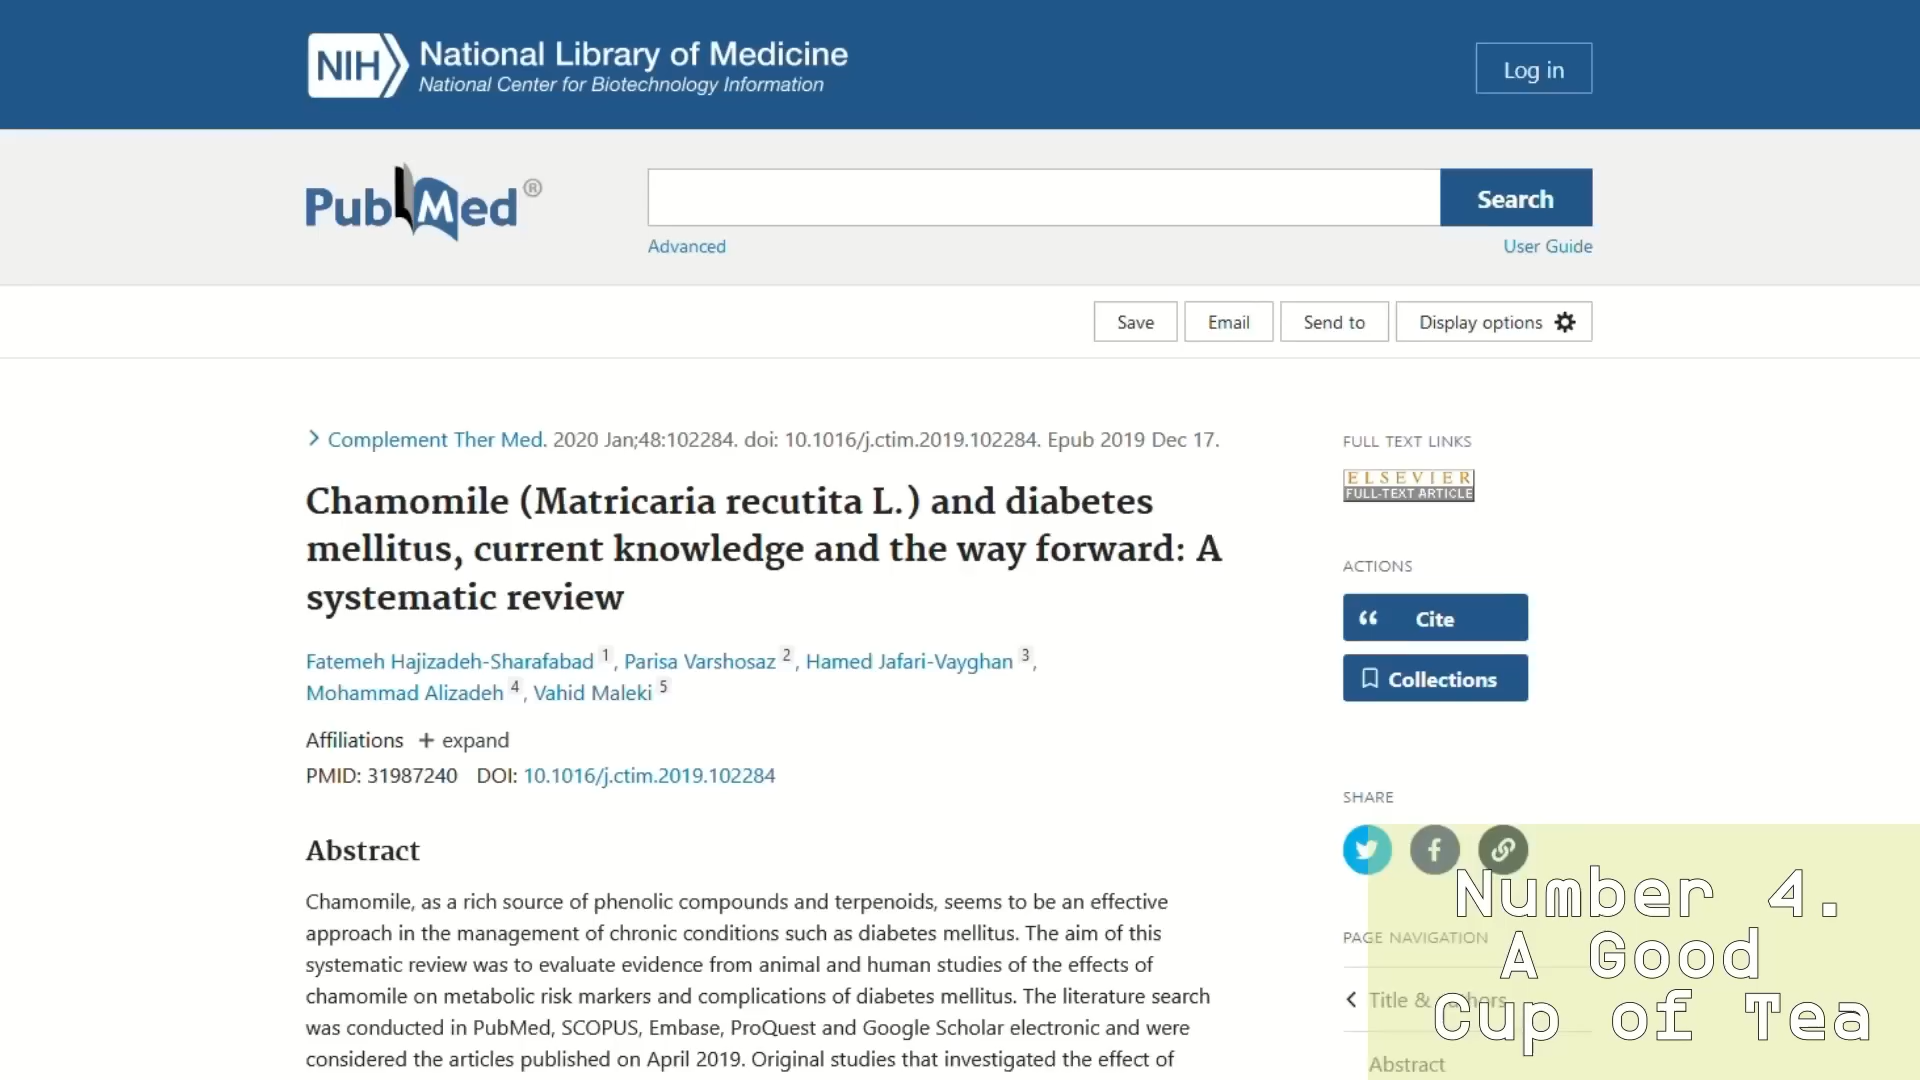 NIH National Library of Medicine
National Center for Biotechnology Information
Log in
PubMed®
Search
Advanced
User Guide
Save
Email
Send to
Display options
Complement Ther Med. 2020 Jan;48:102284. doi: 10.1016/j.ctim.2019.102284. Epub 2019 Dec 17.
Chamomile (Matricaria recutita L.) and diabetes
mellitus, current knowledge and the way forward: A
systematic review
Fatemeh Hajizadeh-Sharafabad 1, Parisa Varshosaz 2, Hamed Jafari-Vayghan 3,
Mohammad Alizadeh 4, Vahid Maleki 5
Affiliations + expand
PMID: 31987240 DOI: 10.1016/j.ctim.2019.102284
Abstract
Chamomile, as a rich source of phenolic compounds and terpenoids, seems to be an effective
approach in the management of chronic conditions such as diabetes mellitus. The aim of this
systematic review was to evaluate evidence from animal and human studies of the effects of
chamomile on metabolic risk markers and complications of diabetes mellitus. The literature search
was conducted in PubMed, SCOPUS, Embase, ProQuest and Google Scholar electronic and were
considered the articles published on April 2019. Original studies that investigated the effect of
FULL TEXT LINKS
ELSEVIER
FULL-TEXT ARTICLE
ACTIONS
Cite
Collections
SHARE
PAGE NAVIGATION
Title & authors
Abstract
Number 4.
A Good
Cup of Tea